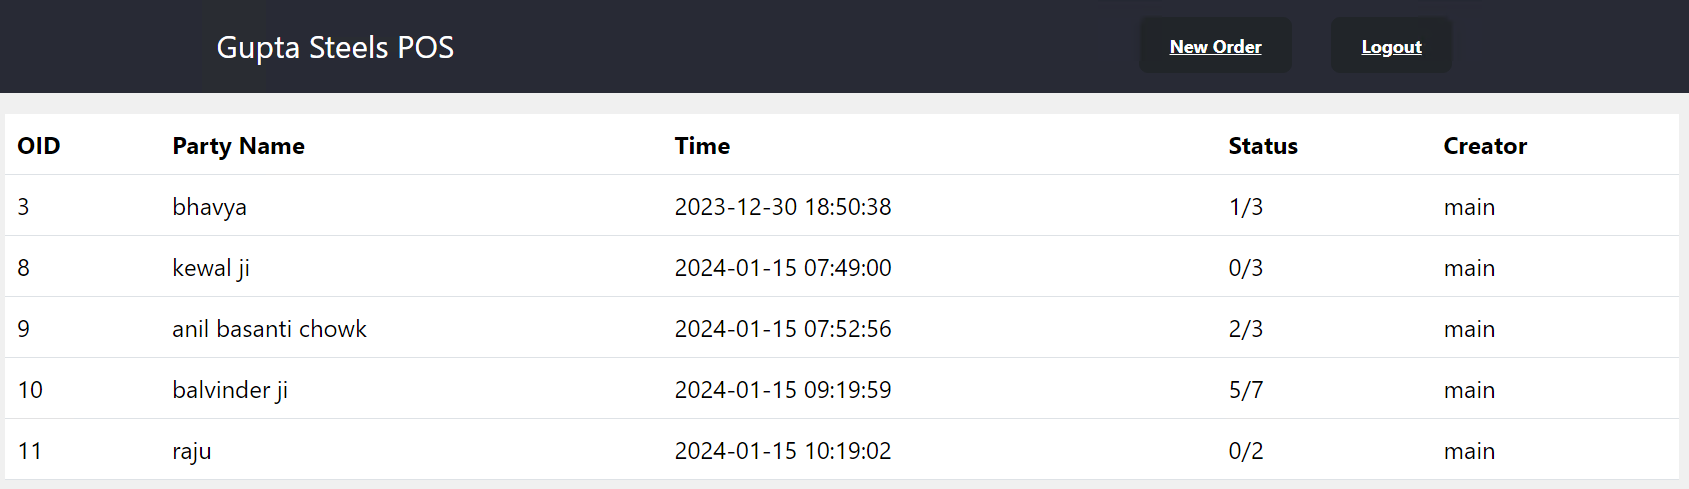 Gupta Steels POS New Order Logout
OID Party Name Time Status Creator
3 bhavya 2023-12-30 18:50:38 1/3 main
8 kewal ji 2024-01-15 07:49:00 0/3 main
9 anil basanti chowk 2024-01-15 07:52:56 2/3 main
10 balvinder ji 2024-01-15 09:19:59 5/7 main
11 raju 2024-01-15 10:19:02 0/2 main